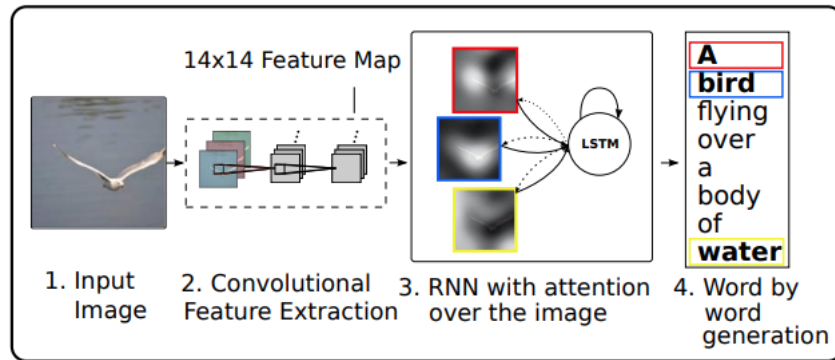 14x14 Feature Map
LSTM
A
bird
flying
over
a
body
of
water
1. Input
Image
2. Convolutional
Feature Extraction
3. RNN with attention
over the image
4. Word by
word
generation